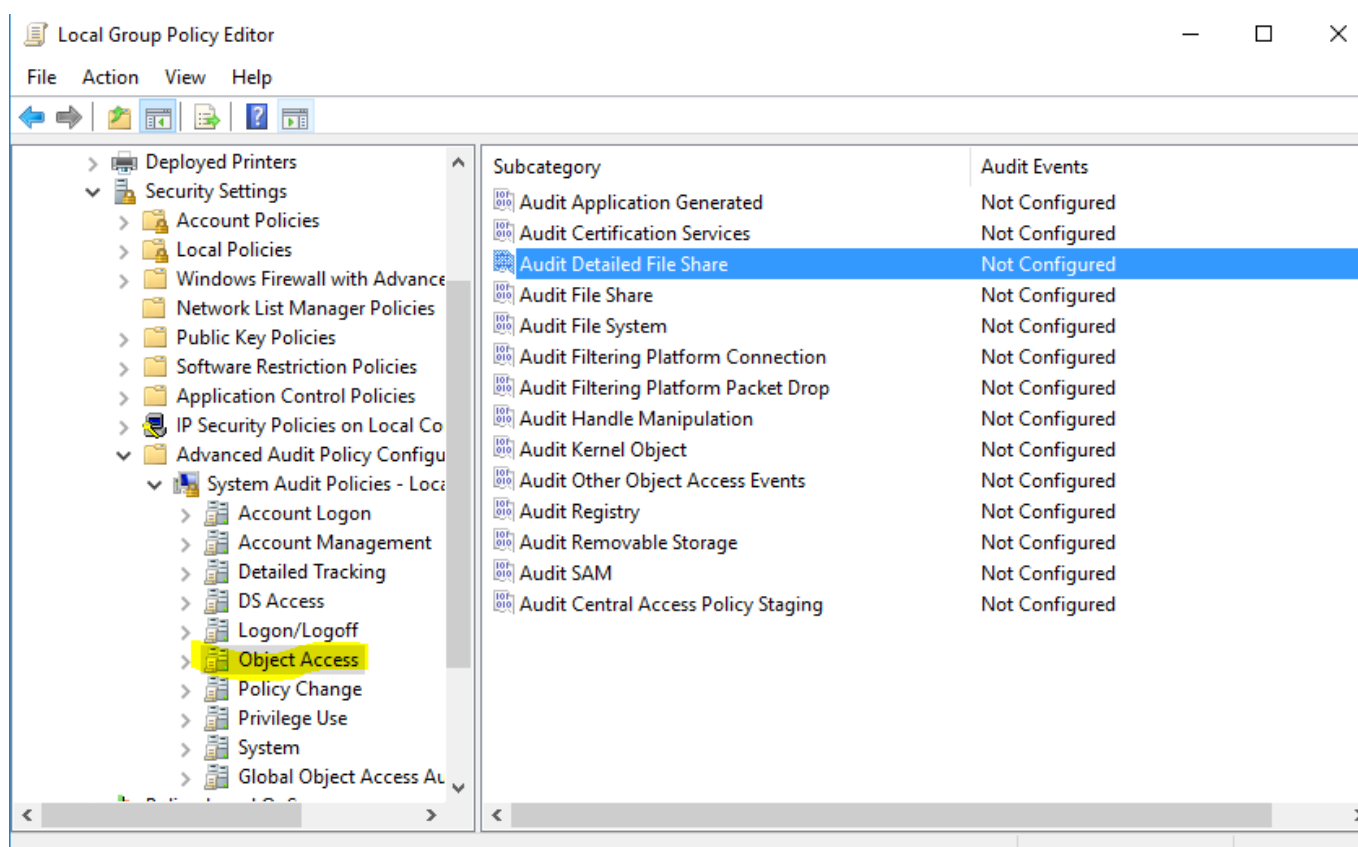 Local Group Policy Editor
File Action View Help
Deployed Printers
Security Settings
Account Policies
Local Policies
Windows Firewall with Advance
Network List Manager Policies
Public Key Policies
Software Restriction Policies
Application Control Policies
IP Security Policies on Local Co
Advanced Audit Policy Configu
System Audit Policies - Loca
Account Logon
Account Management
Detailed Tracking
DS Access
Logon/Logoff
Object Access
Policy Change
Privilege Use
System
Global Object Access Au
Subcategory Audit Events
Audit Application Generated Not Configured
Audit Certification Services Not Configured
Audit Detailed File Share Not Configured
Audit File Share Not Configured
Audit File System Not Configured
Audit Filtering Platform Connection Not Configured
Audit Filtering Platform Packet Drop Not Configured
Audit Handle Manipulation Not Configured
Audit Kernel Object Not Configured
Audit Other Object Access Events Not Configured
Audit Registry Not Configured
Audit Removable Storage Not Configured
Audit SAM Not Configured
Audit Central Access Policy Staging Not Configured